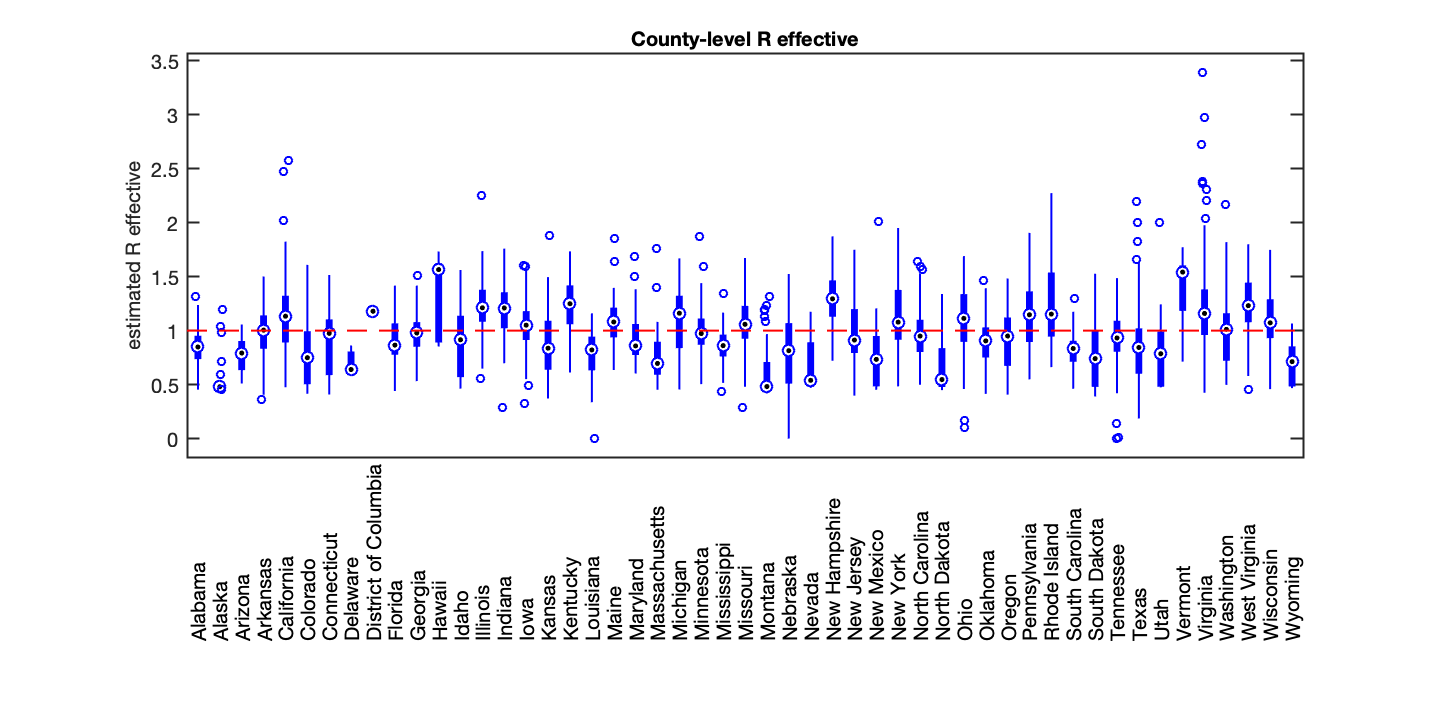 County-level R effective
estimated R effective
3.5
3
2.5
2
1.5
1
0.5
0
Alabama
Alaska
Arizona
Arkansas
California
Colorado
Connecticut
Delaware
District of Columbia
Florida
Georgia
Hawaii
Idaho
Illinois
Indiana
Iowa
Kansas
Kentucky
Louisiana
Maine
Maryland
Massachusetts
Michigan
Minnesota
Mississippi
Missouri
Montana
Nebraska
Nevada
New Hampshire
New Jersey
New Mexico
New York
North Carolina
North Dakota
Ohio
Oklahoma
Oregon
Pennsylvania
Rhode Island
South Carolina
South Dakota
Tennessee
Texas
Utah
Vermont
Virginia
Washington
West Virginia
Wisconsin
Wyoming